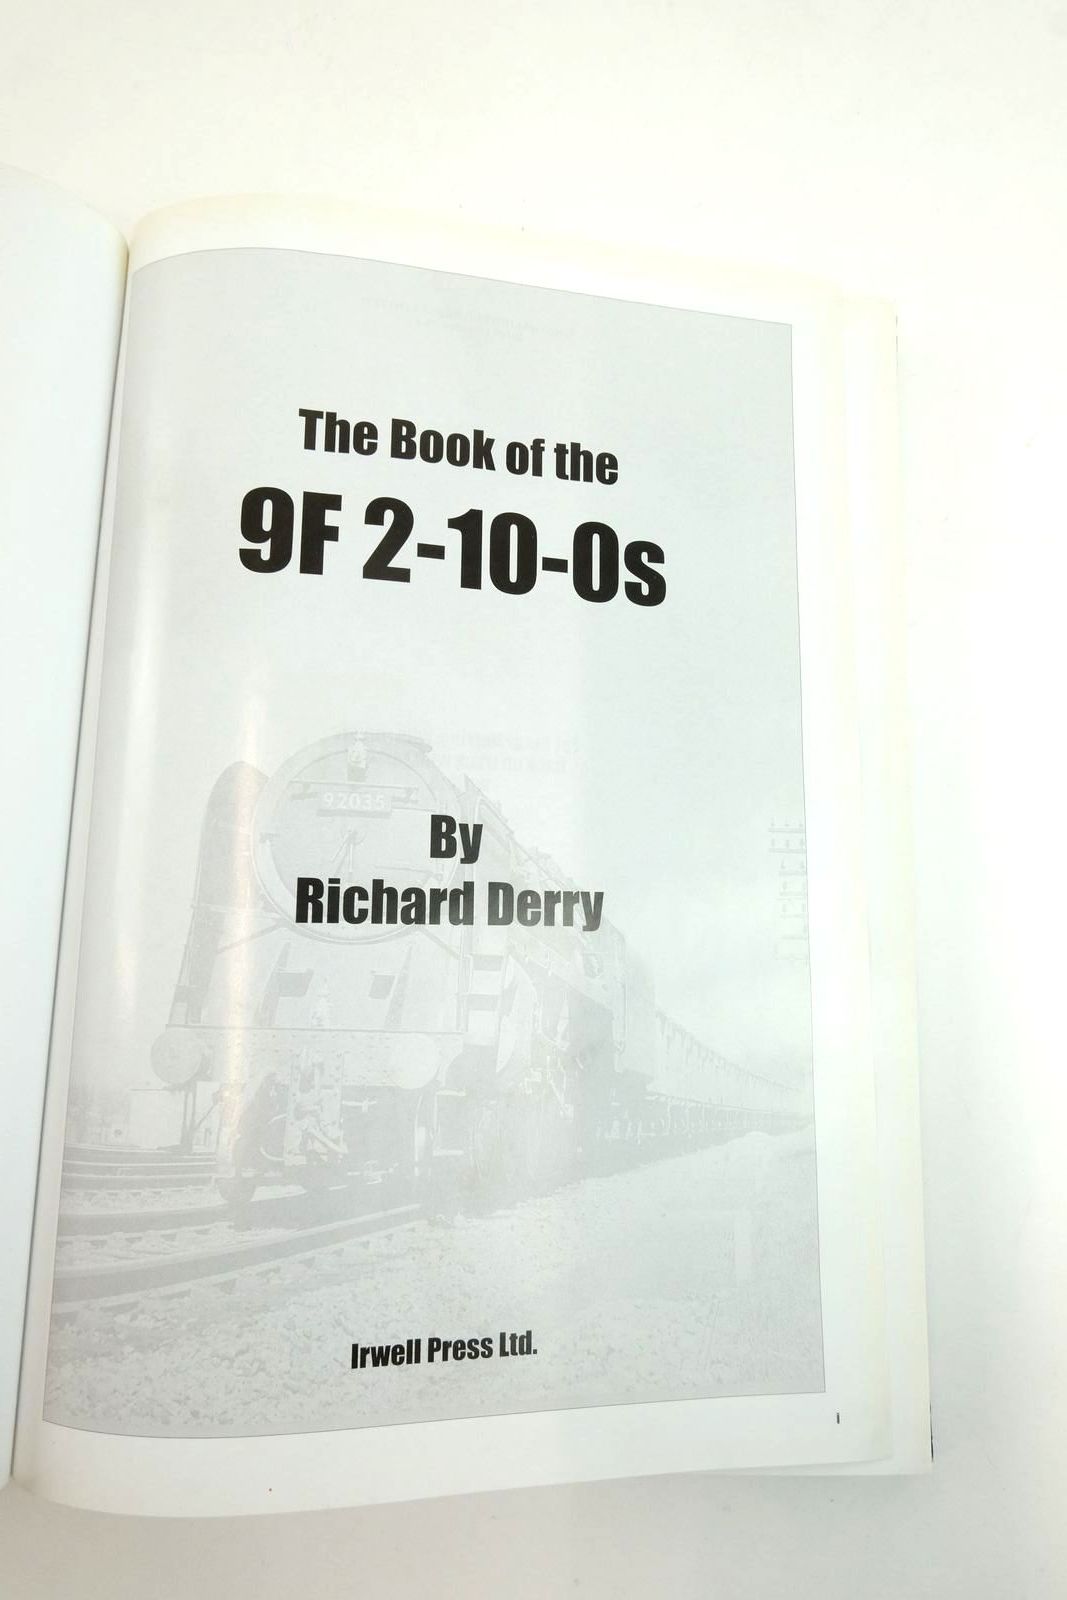 The Book of the
9F 2-10-0s
92035
By
Richard Derry
Irwell Press Ltd.
i